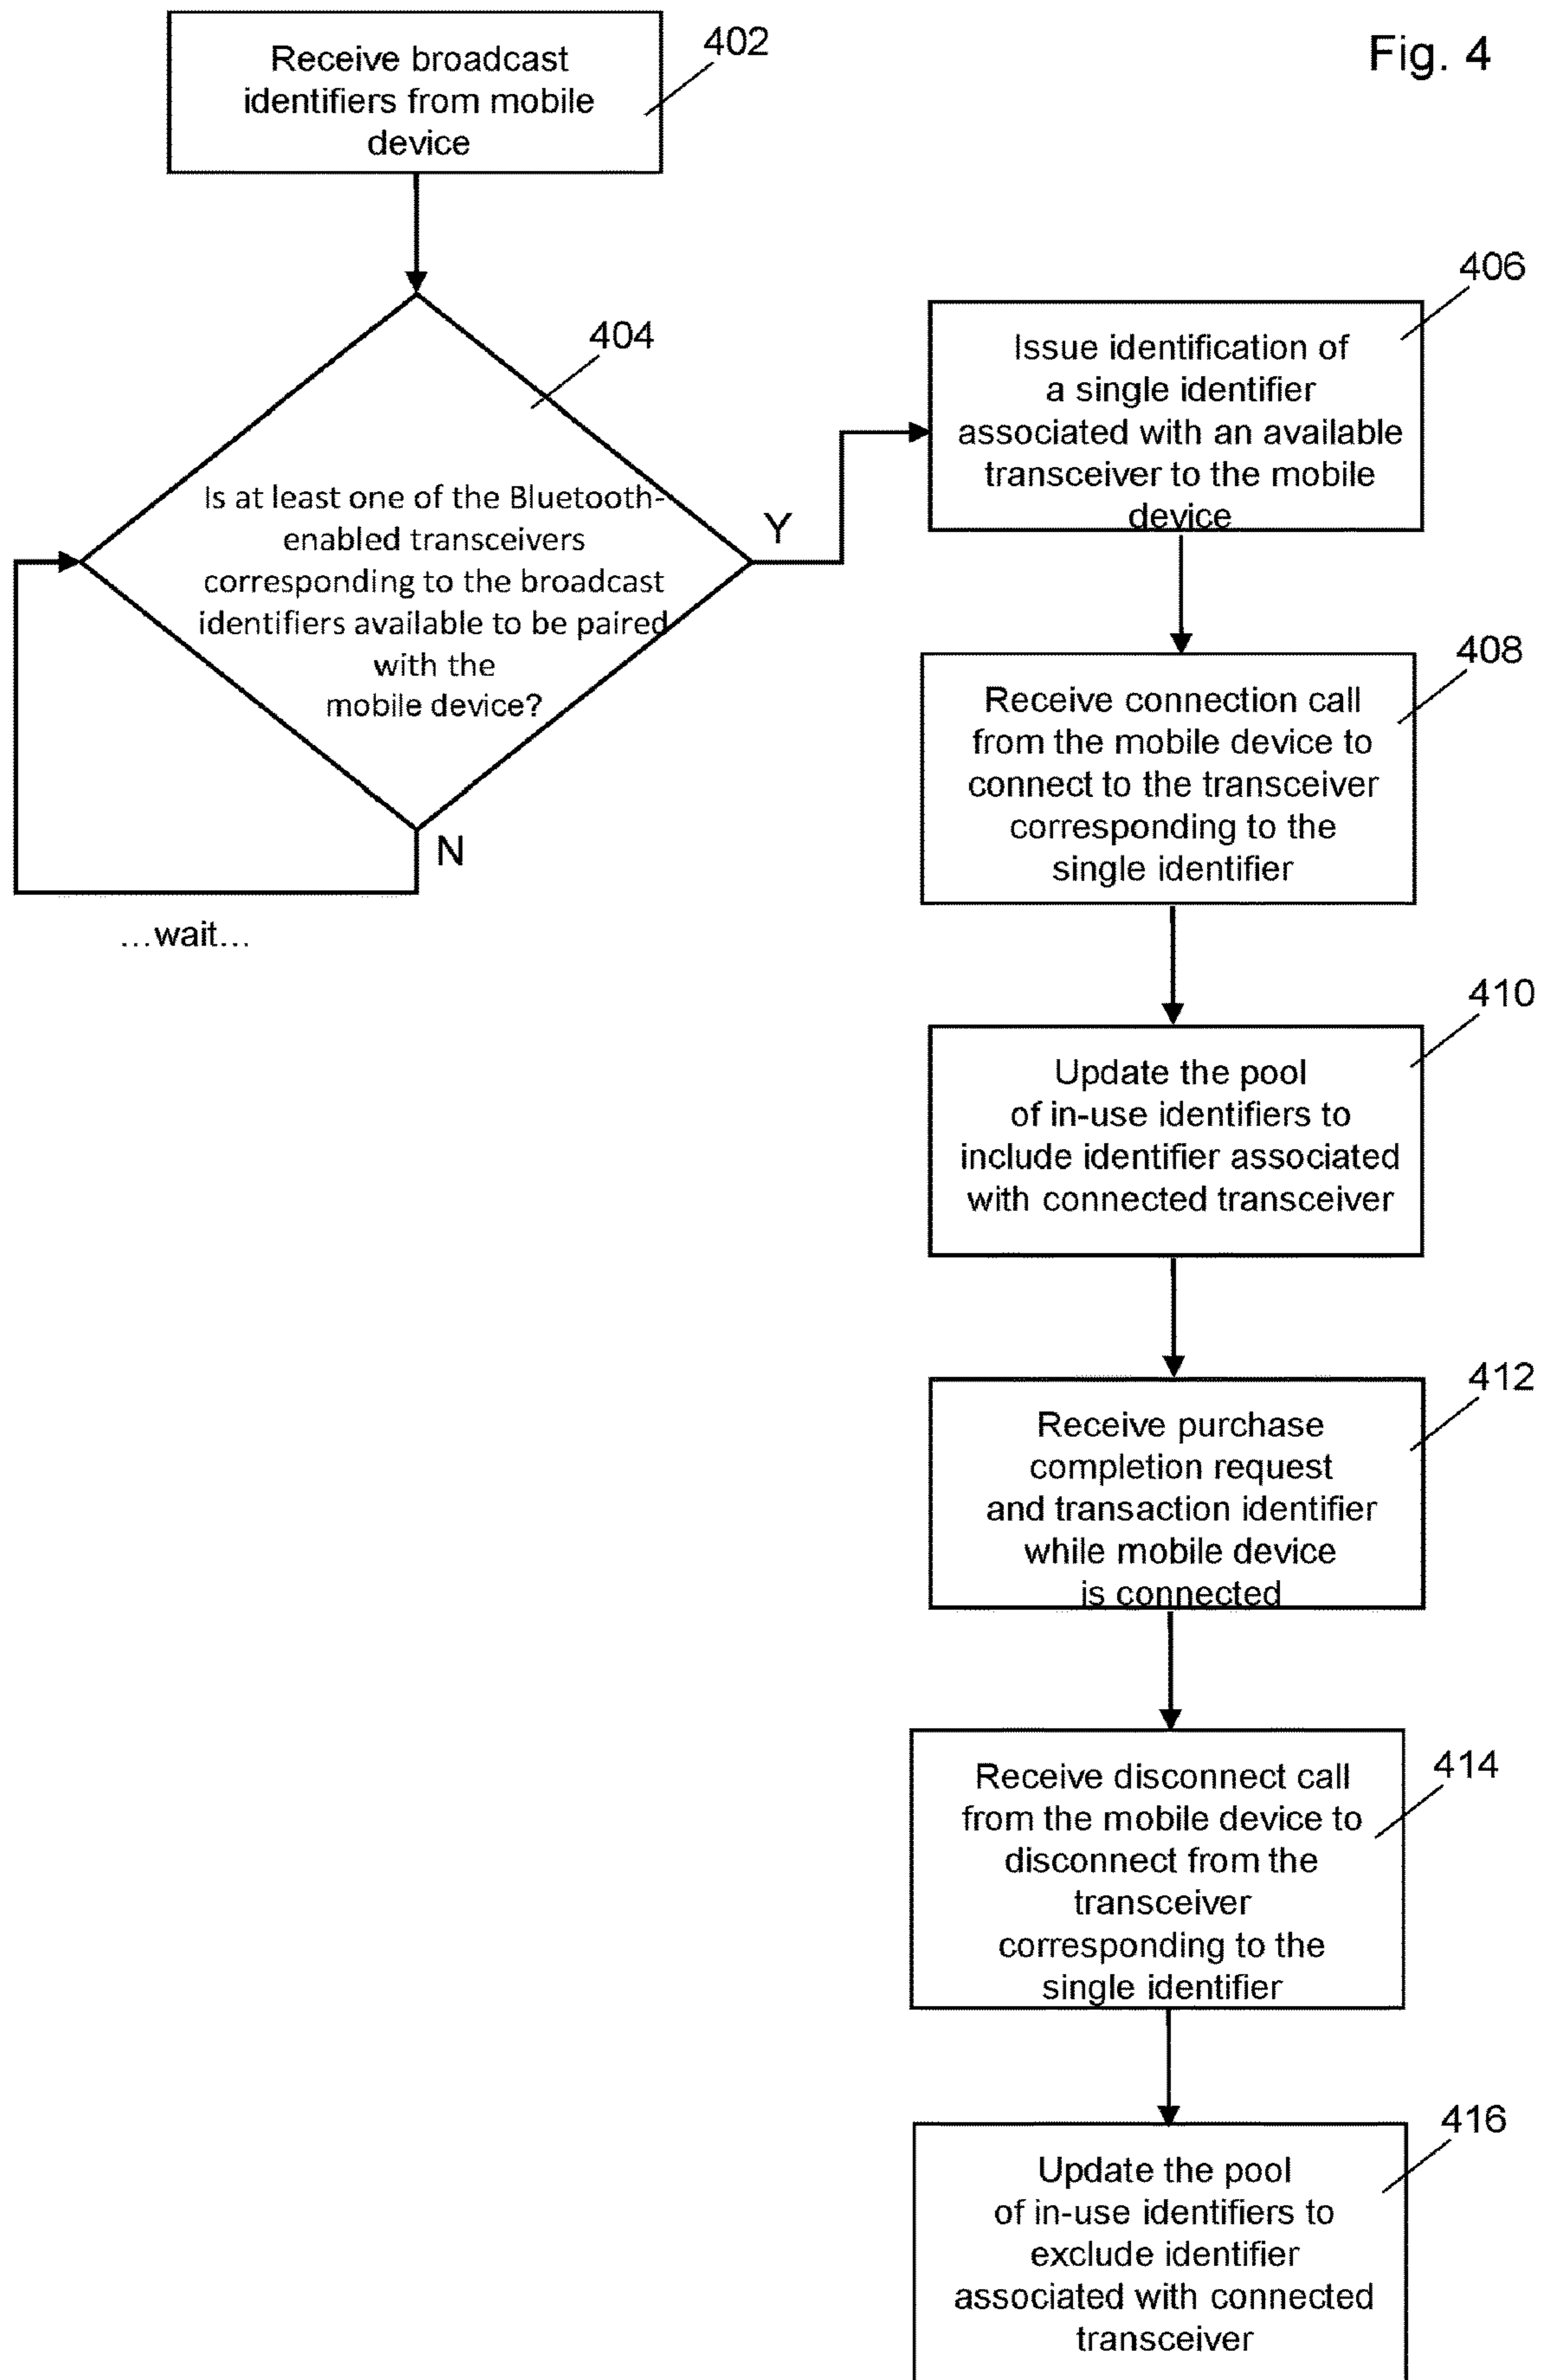 Fig. 4
402
Receive broadcast
identifiers from mobile
device
404
Is at least one of the Bluetooth-
enabled transceivers
corresponding to the broadcast
identifiers available to be paired
with the
mobile device?
Y
N
...wait...
406
Issue identification of
a single identifier
associated with an available
transceiver to the mobile
device
408
Receive connection call
from the mobile device to
connect to the transceiver
corresponding to the
single identifier
410
Update the pool
of in-use identifiers to
include identifier associated
with connected transceiver
412
Receive purchase
completion request
and transaction identifier
while mobile device
is connected
414
Receive disconnect call
from the mobile device to
disconnect from the
transceiver
corresponding to the
single identifier
416
Update the pool
of in-use identifiers to
exclude identifier
associated with connected
transceiver